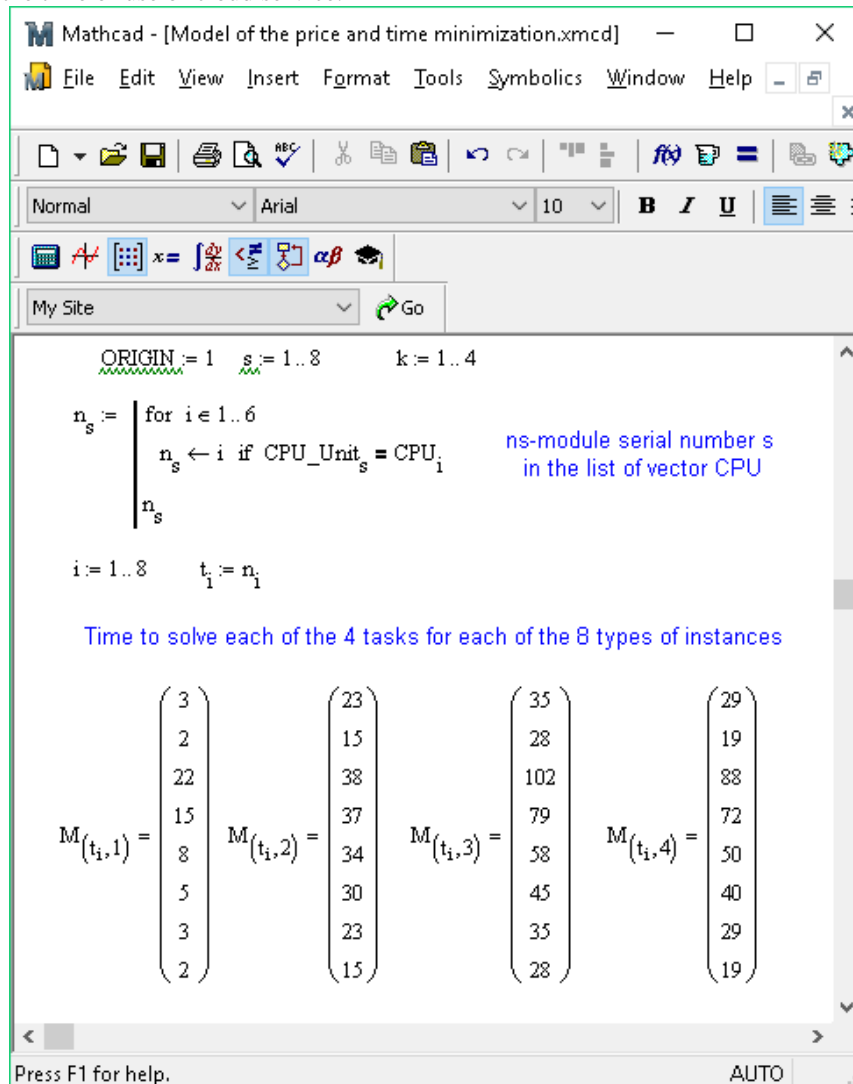 Mathcad - [Model of the price and time minimization.xmcd]
File Edit View Insert Format Tools Symbolics Window Help
Normal Arial 10 B I U
My Site Go
ORIGIN := 1 s := 1 .. 8 k := 1 .. 4
n_s := for i ∈ 1 .. 6
n_s ← i if CPU_Unit_s = CPU_i
n_s
ns-module serial number s
in the list of vector CPU
i := 1 .. 8 t_i := n_i
Time to solve each of the 4 tasks for each of the 8 types of instances
M_(t_i,1) = (3 2 22 15 8 5 3 2)
M_(t_i,2) = (23 15 38 37 34 30 23 15)
M_(t_i,3) = (35 28 102 79 58 45 35 28)
M_(t_i,4) = (29 19 88 72 50 40 29 19)
Press F1 for help. AUTO